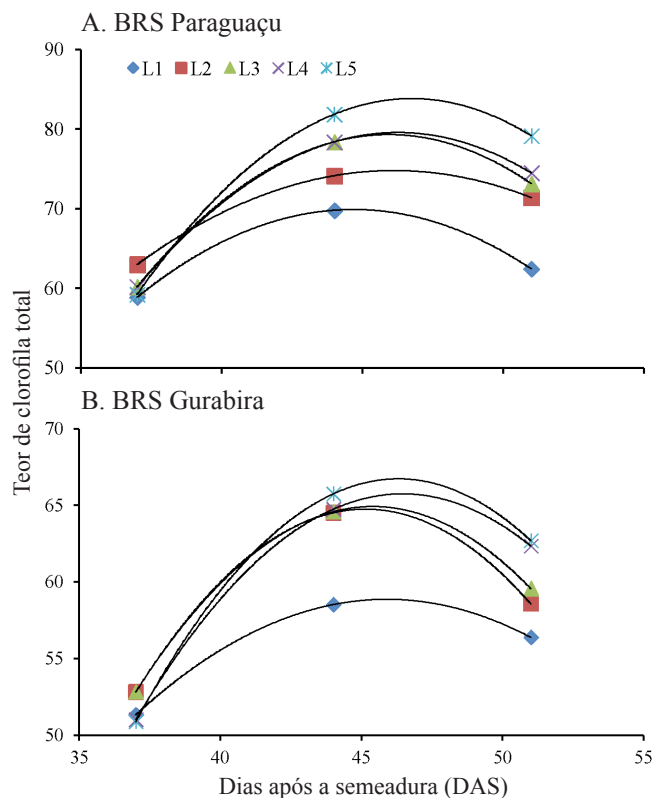 A. BRS Paraguaçu
90
L1 L2 L3 L4 L5
80
70
60
50
B. BRS Gurabira
70
65
60
55
50
35 40 45 50 55
Dias após a semeadura (DAS)
Teor de clorofila total